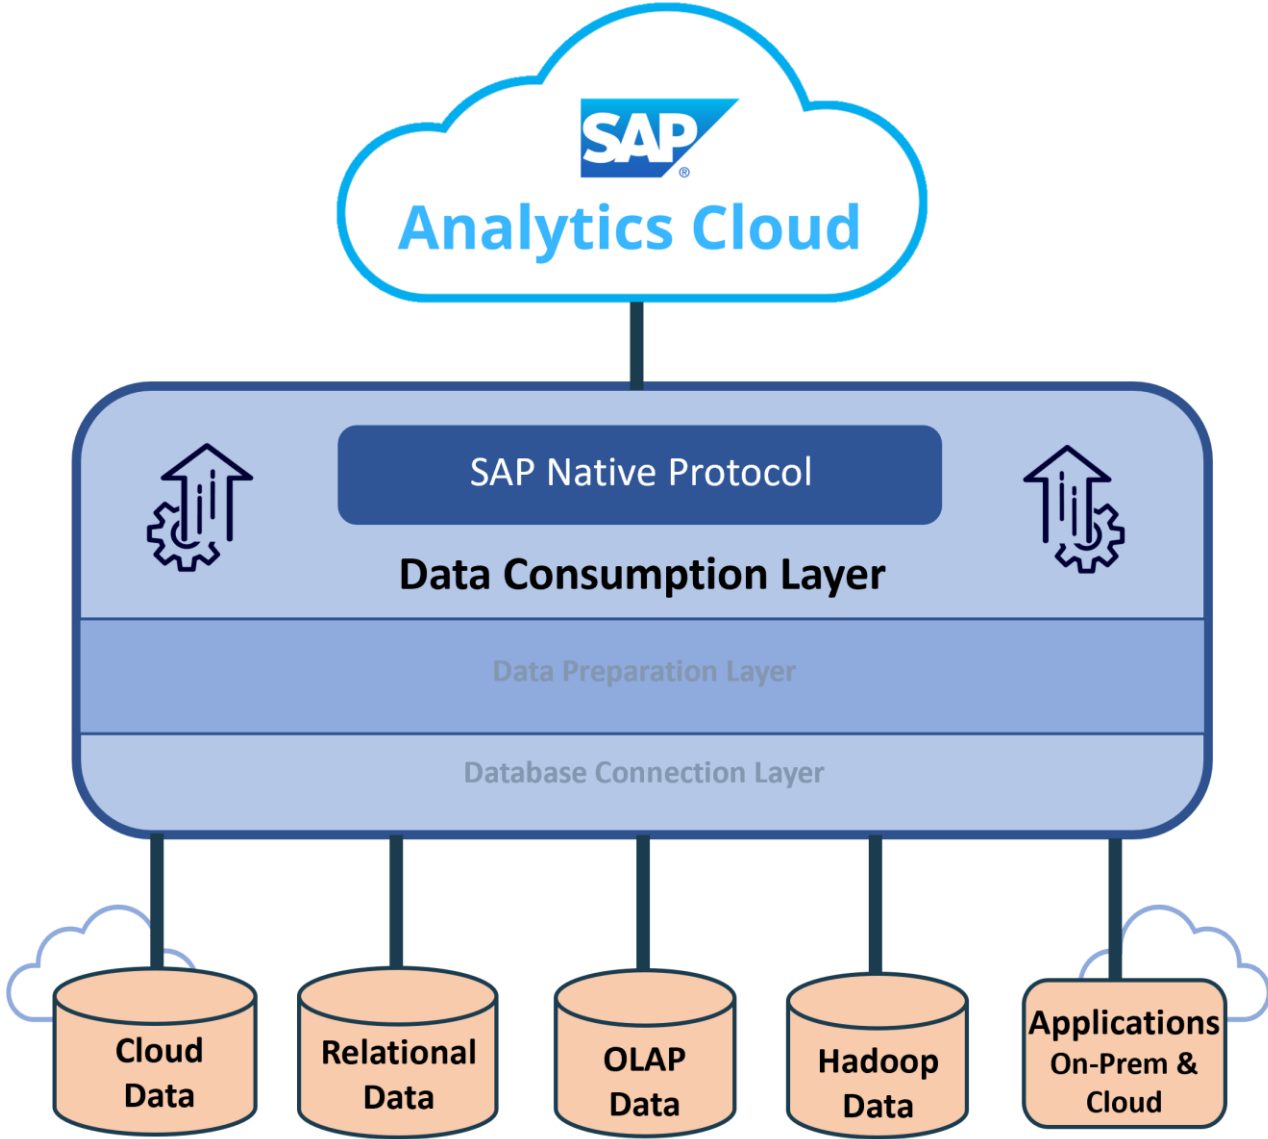 SAP
®
Analytics Cloud
SAP Native Protocol
Data Consumption Layer
Data Preparation Layer
Database Connection Layer
Cloud
Data
Relational
Data
OLAP
Data
Hadoop
Data
Applications
On-Prem &
Cloud